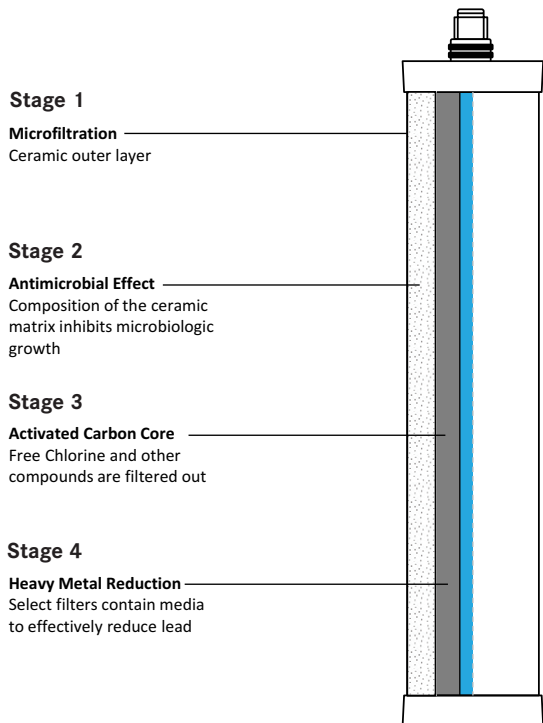 Stage 1
Microfiltration
Ceramic outer layer
Stage 2
Antimicrobial Effect
Composition of the ceramic
matrix inhibits microbiologic
growth
Stage 3
Activated Carbon Core
Free Chlorine and other
compounds are filtered out
Stage 4
Heavy Metal Reduction
Select filters contain media
to effectively reduce lead